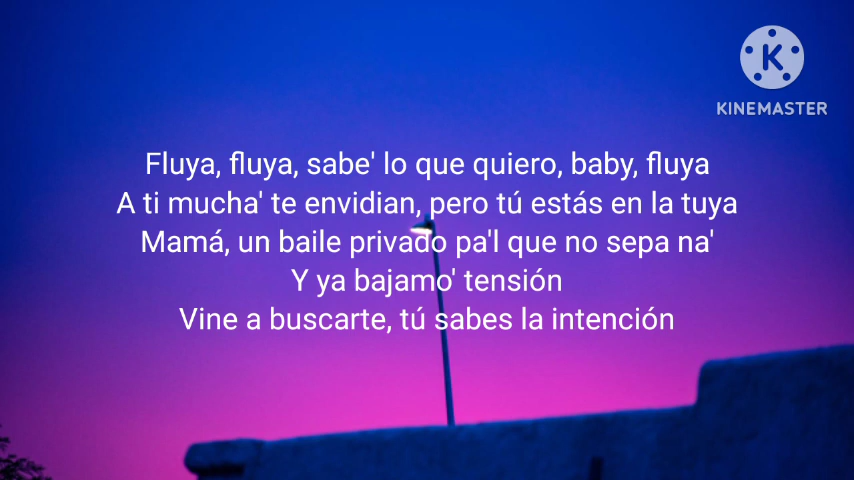 KINEMASTER
Fluya, fluya, sabe' lo que quiero, baby, fluya
A ti mucha' te envidian, pero tú estás en la tuya
Mamá, un baile privado pa'l que no sepa na'
Y ya bajamo' tensión
Vine a buscarte, tú sabes la intención